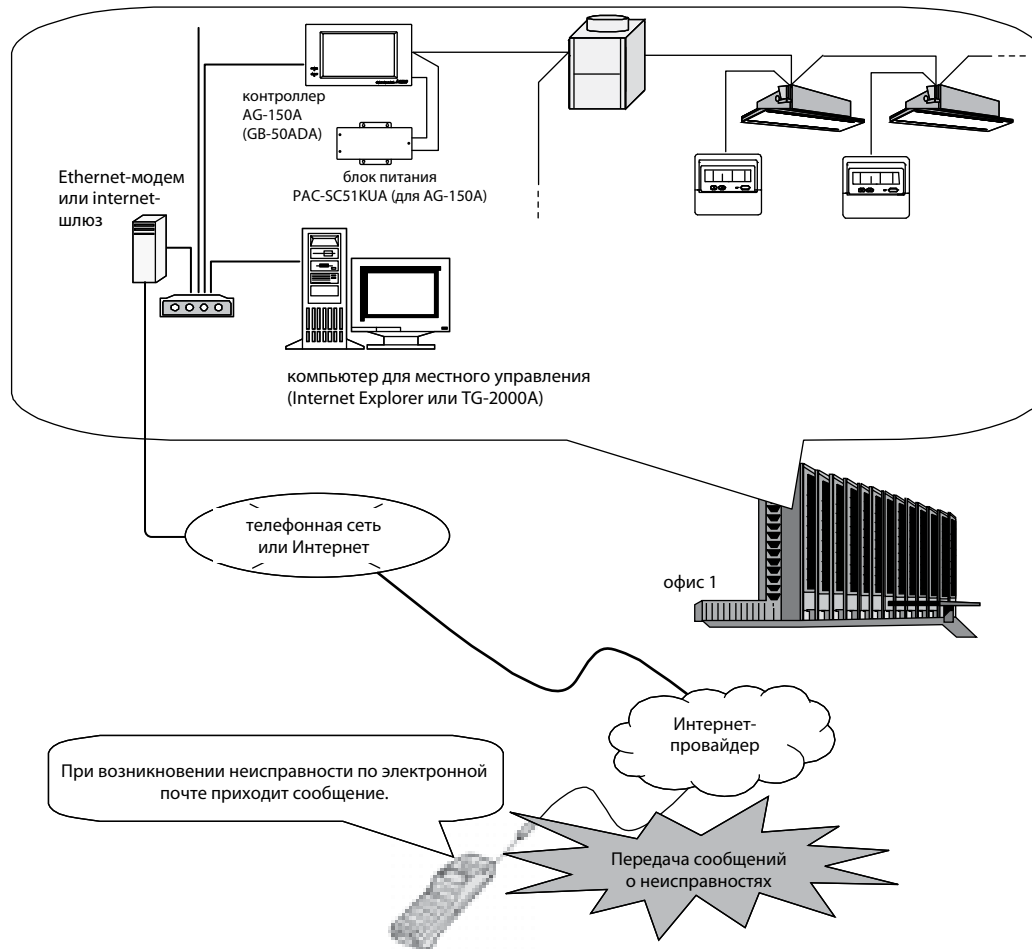 контроллер
AG-150A
(GB-50ADA)
блок питания
PAC-SC51KUA (для AG-150A)
Ethernet-модем
или internet-
шлюз
компьютер для местного управления
(Internet Explorer или TG-2000A)
телефонная сеть
или Интернет
офис 1
Интернет-
провайдер
При возникновении неисправности по электронной
почте приходит сообщение.
Передача сообщений
о неисправностях